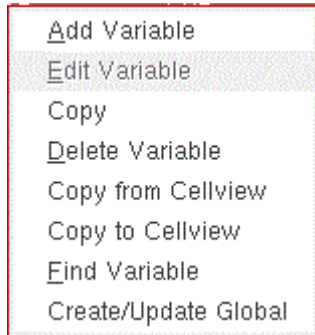 Add Variable
Edit Variable
Copy
Delete Variable
Copy from Cellview
Copy to Cellview
Find Variable
Create/Update Global